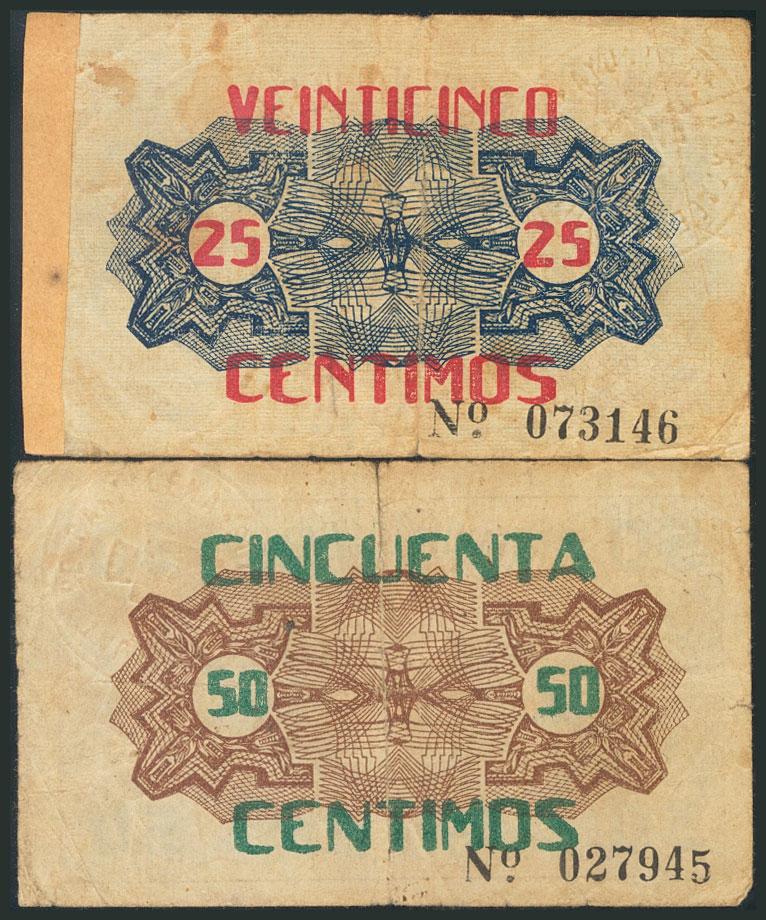 VEINTICINCO
25 25
CENTIMOS
Nº 073146
CINCUENTA
50 50
CENTIMOS
Nº 027945